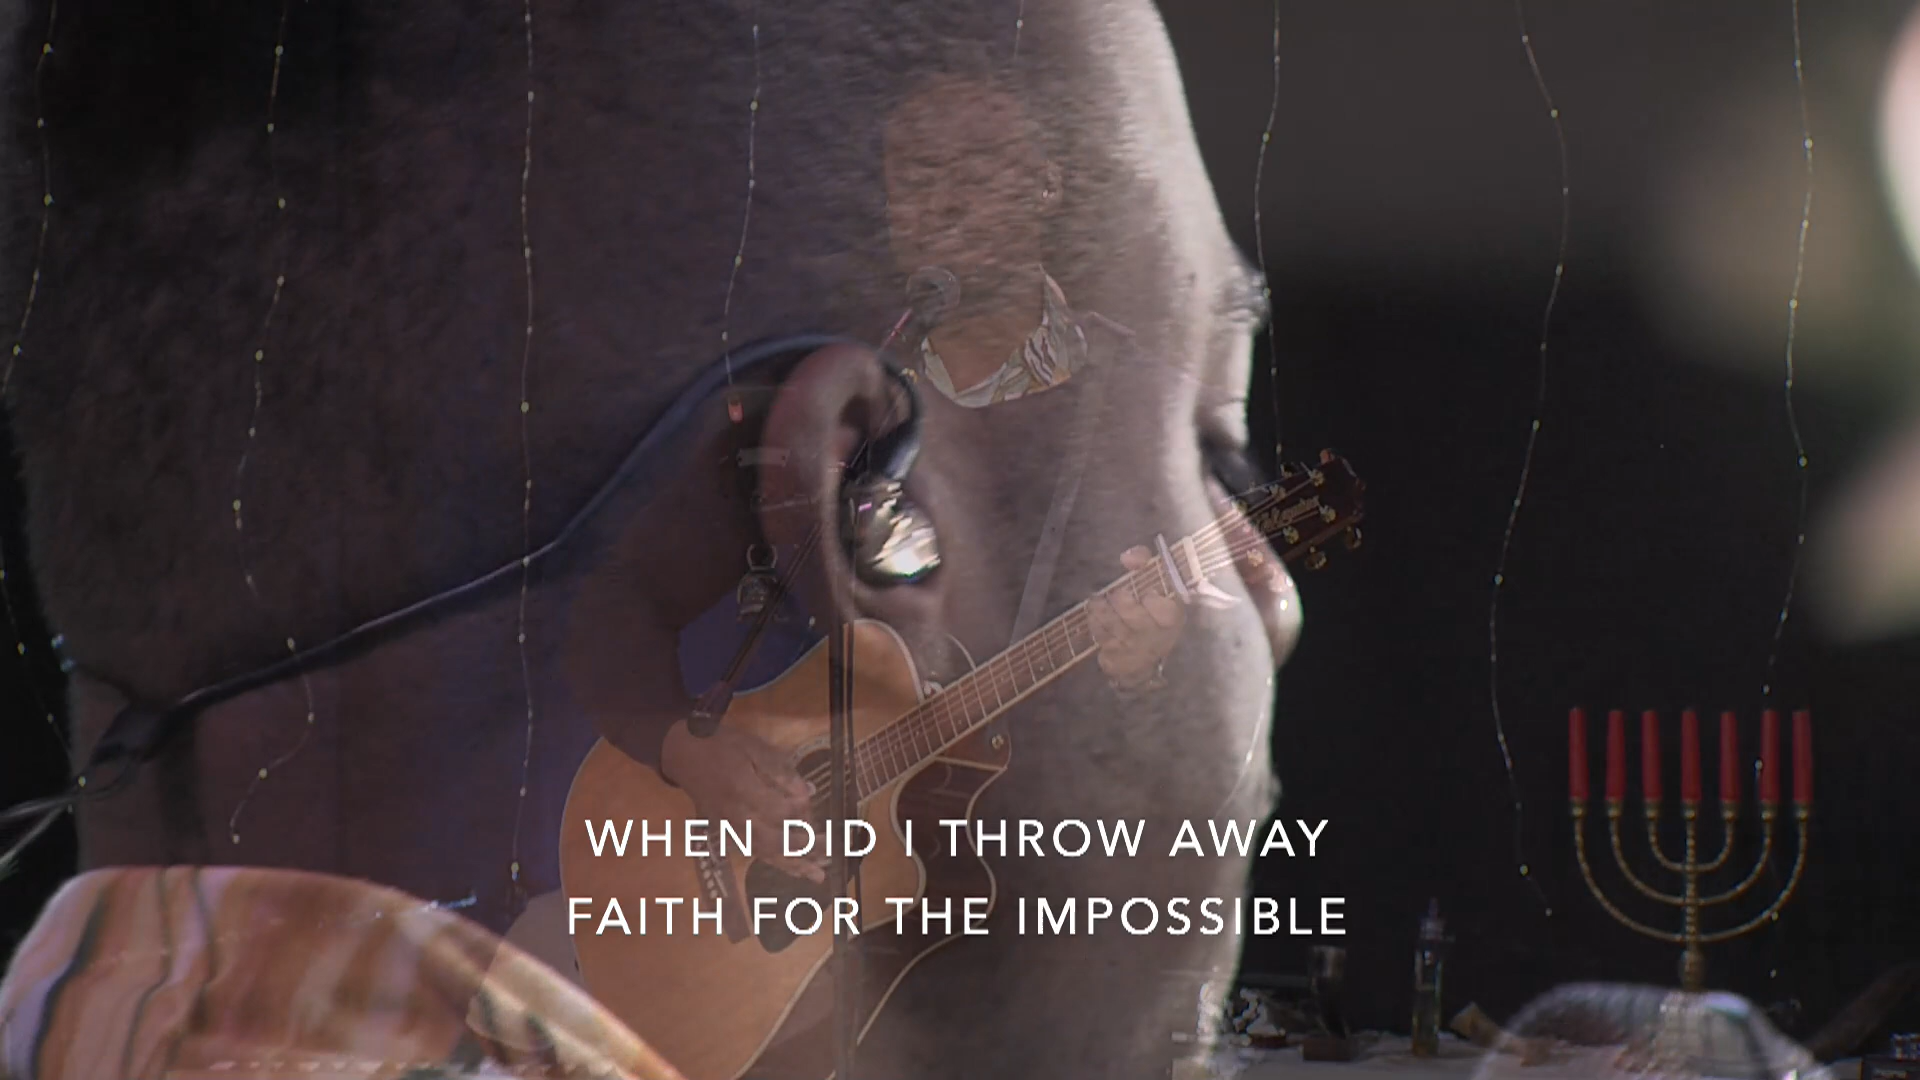 WHEN DID I THROW AWAY
FAITH FOR THE IMPOSSIBLE